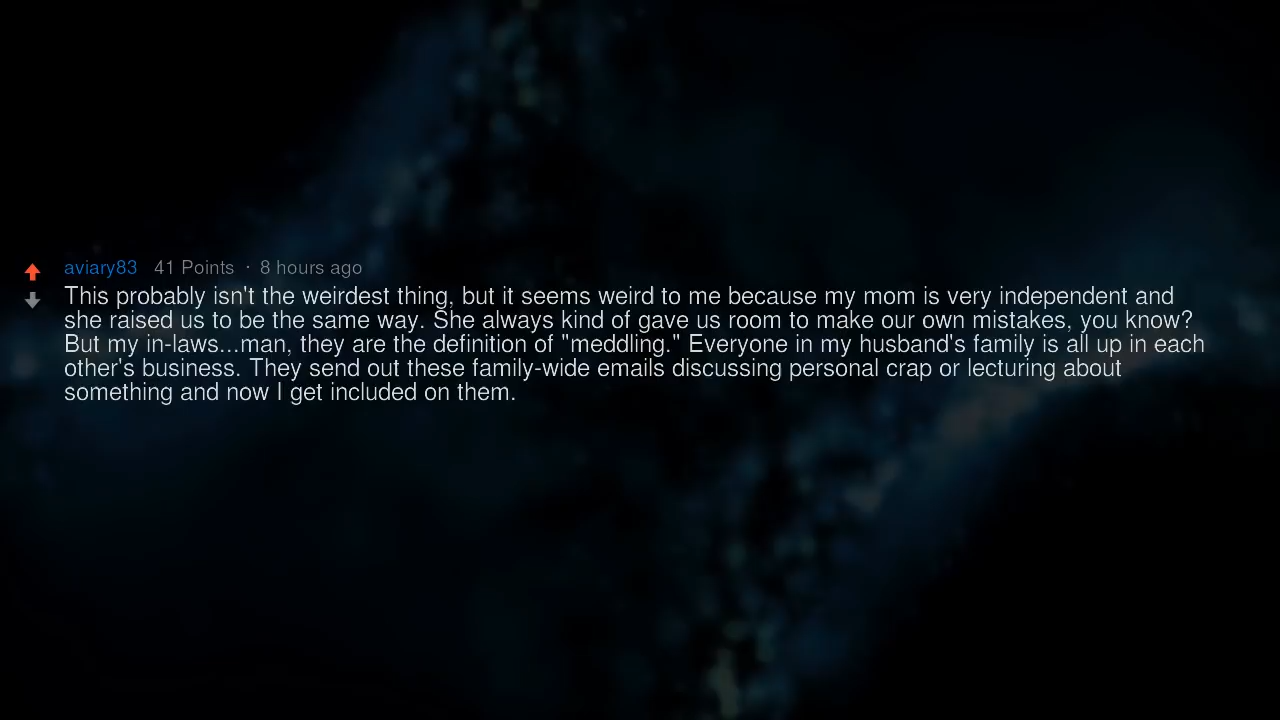 aviary83 41 Points · 8 hours ago
This probably isn't the weirdest thing, but it seems weird to me because my mom is very independent and
she raised us to be the same way. She always kind of gave us room to make our own mistakes, you know?
But my in-laws...man, they are the definition of "meddling." Everyone in my husband's family is all up in each
other's business. They send out these family-wide emails discussing personal crap or lecturing about
something and now I get included on them.